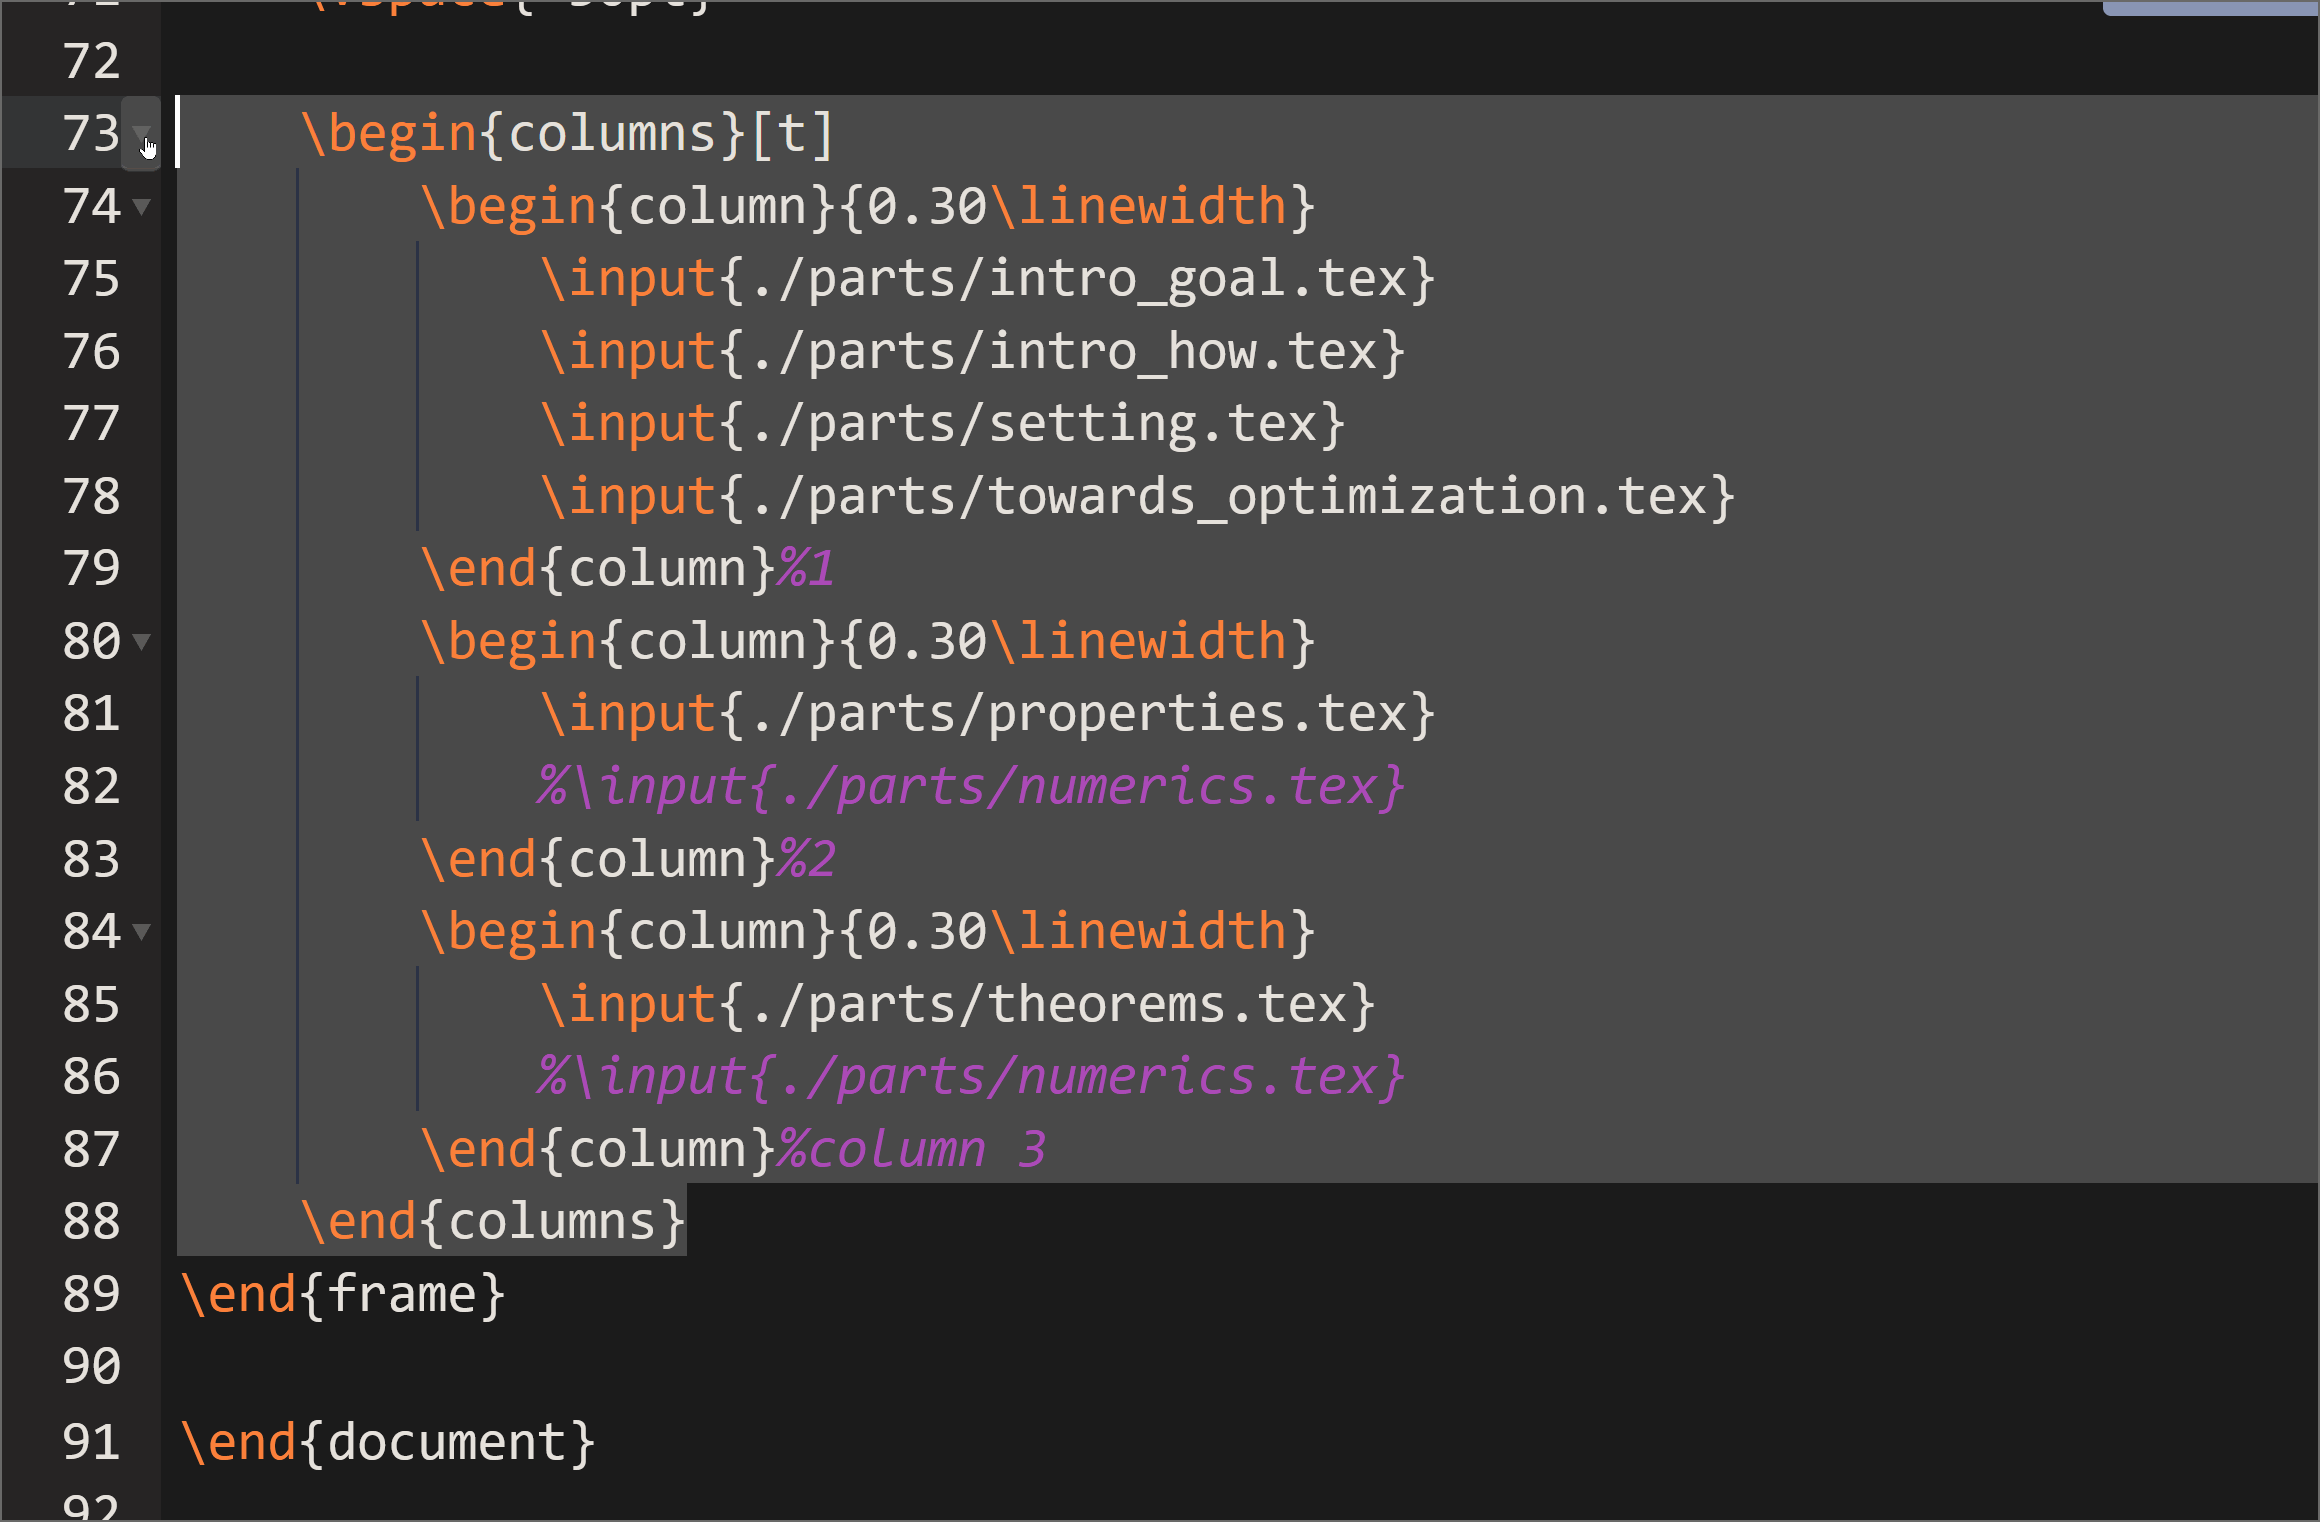 72
73 \begin{columns}[t]
74 \begin{column}{0.30\linewidth}
75 \input{./parts/intro_goal.tex}
76 \input{./parts/intro_how.tex}
77 \input{./parts/setting.tex}
78 \input{./parts/towards_optimization.tex}
79 \end{column}%1
80 \begin{column}{0.30\linewidth}
81 \input{./parts/properties.tex}
82 %\input{./parts/numerics.tex}
83 \end{column}%2
84 \begin{column}{0.30\linewidth}
85 \input{./parts/theorems.tex}
86 %\input{./parts/numerics.tex}
87 \end{column}%column 3
88 \end{columns}
89 \end{frame}
90
91 \end{document}
92